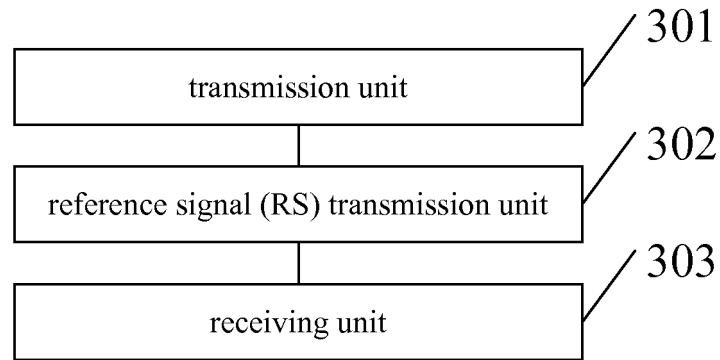 301
transmission unit
302
reference signal (RS) transmission unit
303
receiving unit